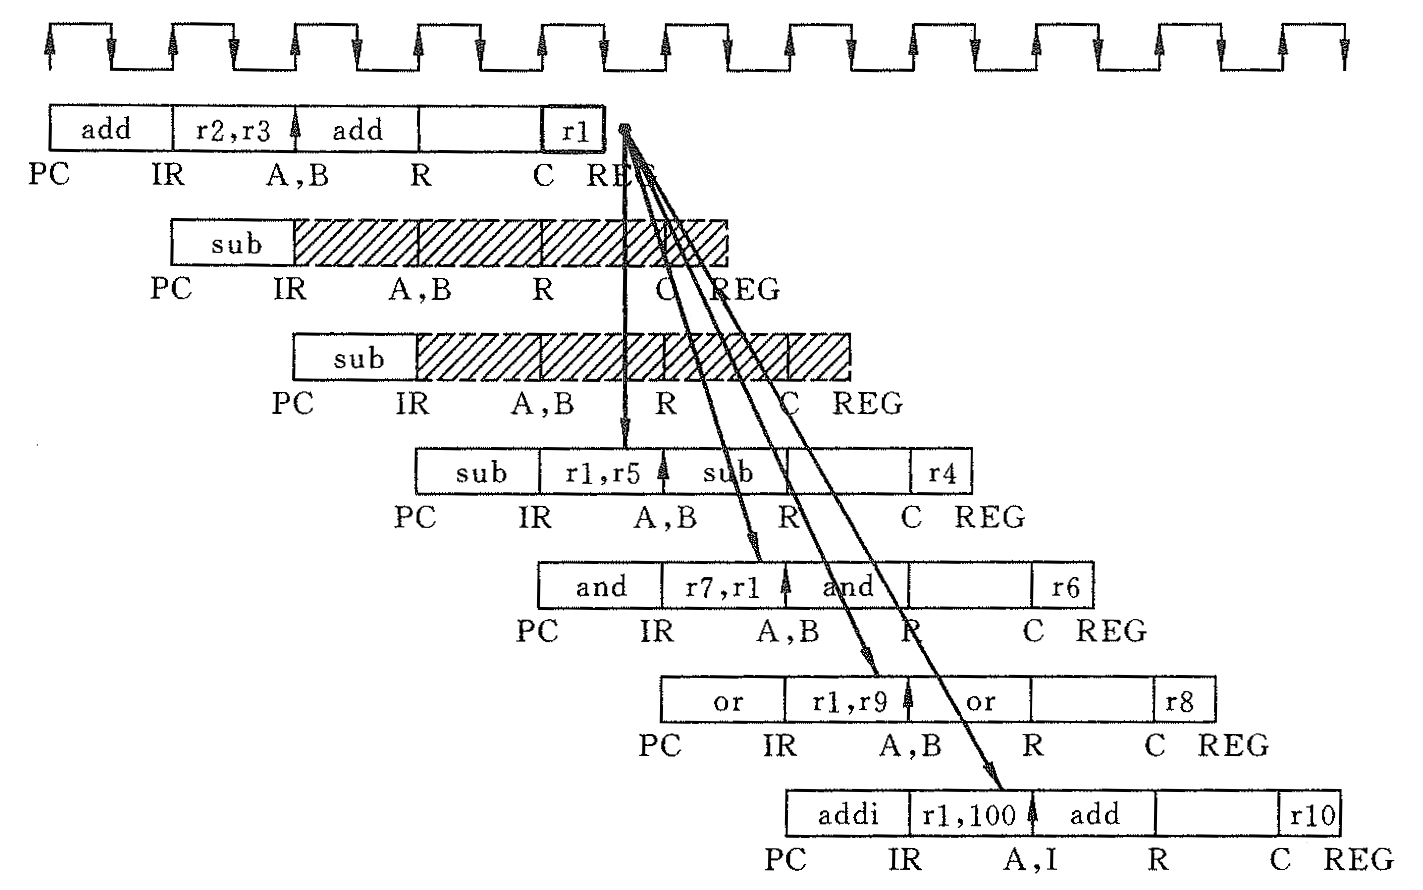 add r2,r3 add r1
PC IR A,B R C REG
sub
PC IR A,B R C REG
sub
PC IR A,B R C REG
sub r1,r5 sub r4
PC IR A,B R C REG
and r7,r1 and r6
PC IR A,B R C REG
or r1,r9 or r8
PC IR A,B R C REG
addi r1,100 add r10
PC IR A,I R C REG